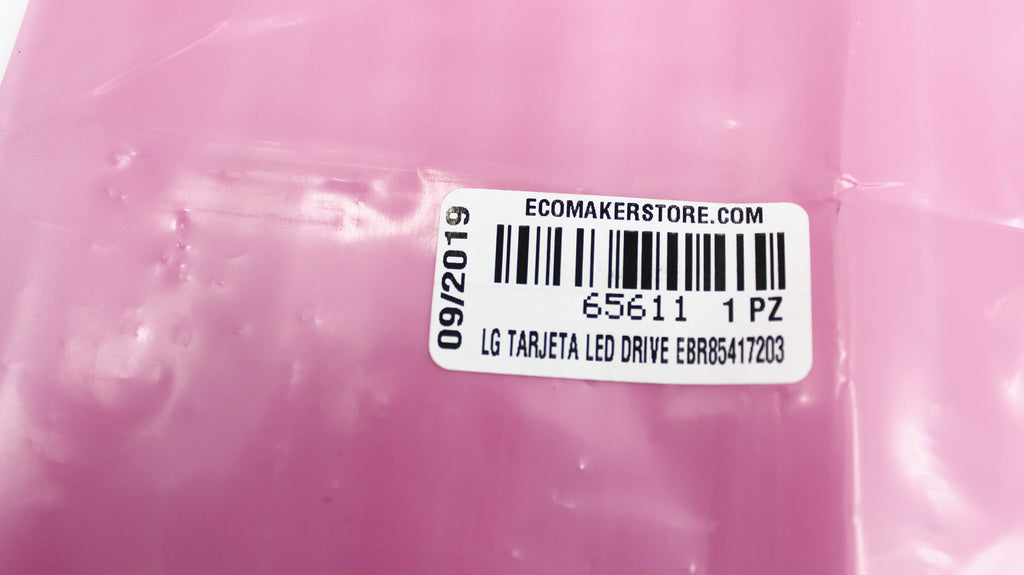 ECOMAKERSTORE.COM
09/2019
65611 1 PZ
LG TARJETA LED DRIVE EBR85417203